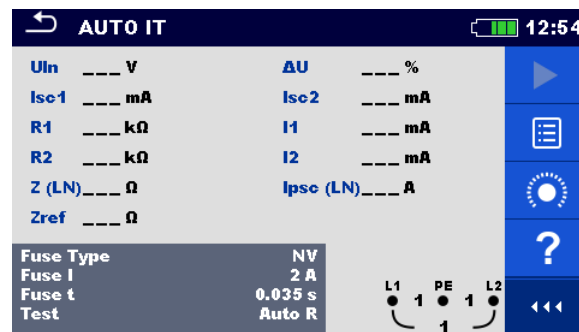 AUTO IT 12:54
Uln ___ V ΔU ___ %
Isc1 ___ mA Isc2 ___ mA
R1 ___ kΩ I1 ___ mA
R2 ___ kΩ I2 ___ mA
Z (LN)___ Ω Ipsc (LN)___ A
Zref ___ Ω
Fuse Type NV
Fuse I 2 A
Fuse t 0.035 s
Test Auto R
L1 PE L2
1 1
1
?